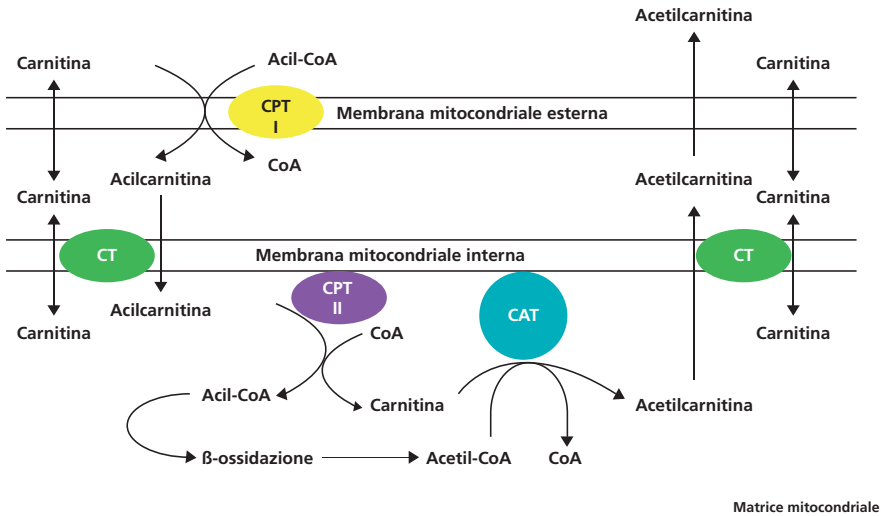 Acetilcarnitina
Carnitina
Acil-CoA
Carnitina
CPT
I
Membrana mitocondriale esterna
CoA
Acilcarnitina
Acetilcarnitina
Carnitina
Carnitina
CT
Membrana mitocondriale interna
CT
CPT
II
Acilcarnitina
CAT
Carnitina
CoA
Carnitina
Acil-CoA
Carnitina
Acetilcarnitina
ß-ossidazione
Acetil-CoA
CoA
Matrice mitocondriale